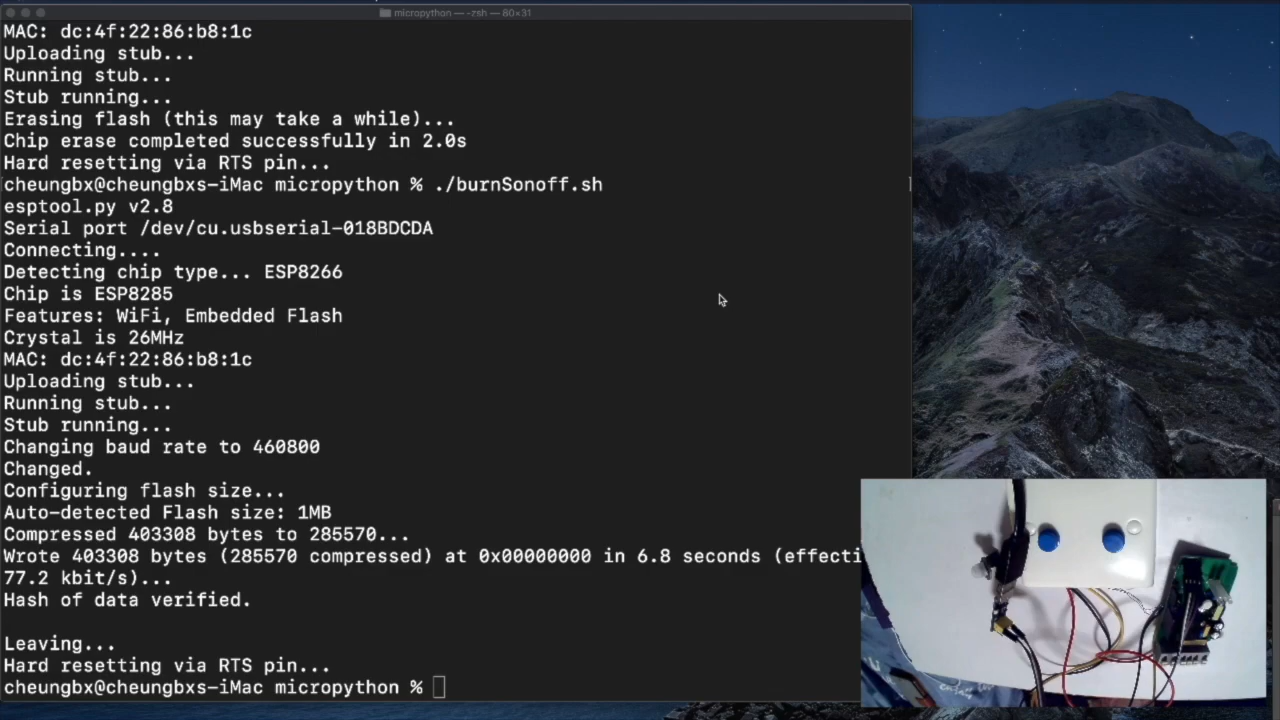 micropython — -zsh — 80×31
MAC: dc:4f:22:86:b8:1c
Uploading stub...
Running stub...
Stub running...
Erasing flash (this may take a while)...
Chip erase completed successfully in 2.0s
Hard resetting via RTS pin...
cheungbx@cheungbxs-iMac micropython % ./burnSonoff.sh
esptool.py v2.8
Serial port /dev/cu.usbserial-018BDCDA
Connecting....
Detecting chip type... ESP8266
Chip is ESP8285
Features: WiFi, Embedded Flash
Crystal is 26MHz
MAC: dc:4f:22:86:b8:1c
Uploading stub...
Running stub...
Stub running...
Changing baud rate to 460800
Changed.
Configuring flash size...
Auto-detected Flash size: 1MB
Compressed 403308 bytes to 285570...
Wrote 403308 bytes (285570 compressed) at 0x00000000 in 6.8 seconds (effecti
77.2 kbit/s)...
Hash of data verified.
Leaving...
Hard resetting via RTS pin...
cheungbx@cheungbxs-iMac micropython %